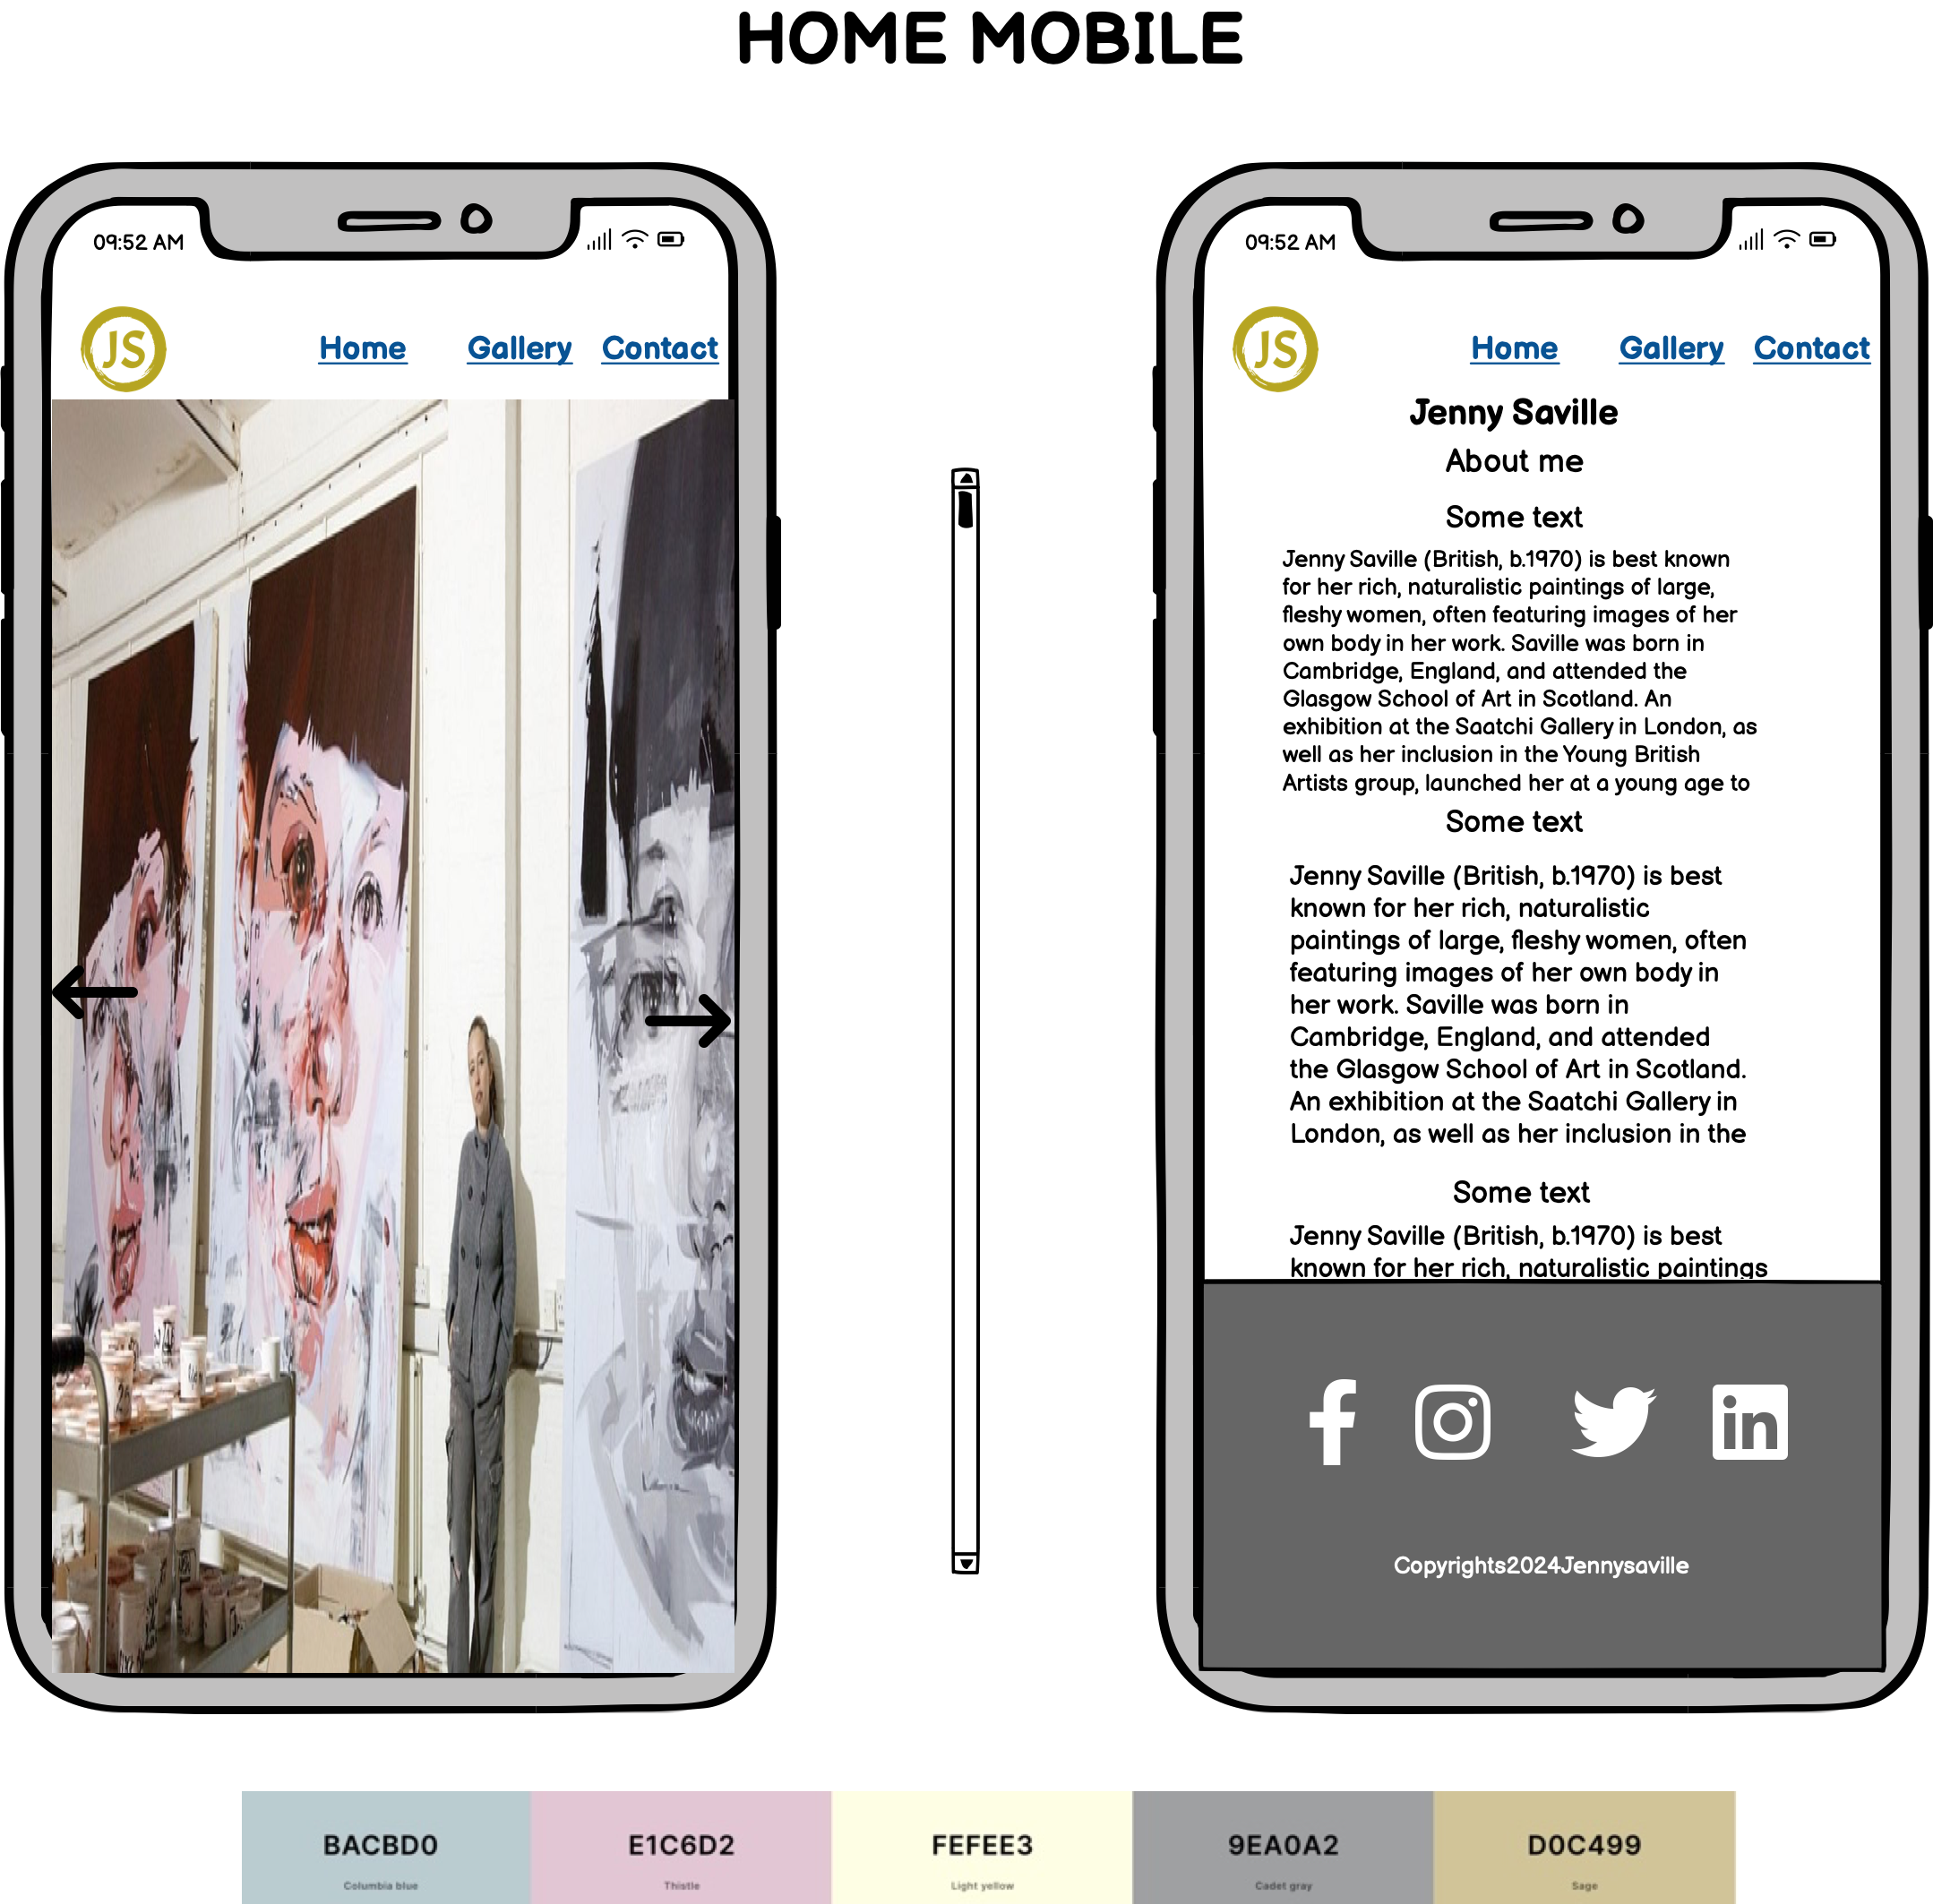 HOME MOBILE
09:52 AM
JS
Home Gallery Contact
09:52 AM
JS
Home Gallery Contact
Jenny Saville
About me
Some text
Jenny Saville (British, b.1970) is best known
for her rich, naturalistic paintings of large,
fleshy women, often featuring images of her
own body in her work. Saville was born in
Cambridge, England, and attended the
Glasgow School of Art in Scotland. An
exhibition at the Saatchi Gallery in London, as
well as her inclusion in the Young British
Artists group, launched her at a young age to
Some text
Jenny Saville (British, b.1970) is best
known for her rich, naturalistic
paintings of large, fleshy women, often
featuring images of her own body in
her work. Saville was born in
Cambridge, England, and attended
the Glasgow School of Art in Scotland.
An exhibition at the Saatchi Gallery in
London, as well as her inclusion in the
Some text
Jenny Saville (British, b.1970) is best
known for her rich, naturalistic paintings
f in
Copyrights2024Jennysaville
BACBD0 E1C6D2 FEFEE3 9EA0A2 D0C499
Columbia blue Thistle Light yellow Cadet gray Sage